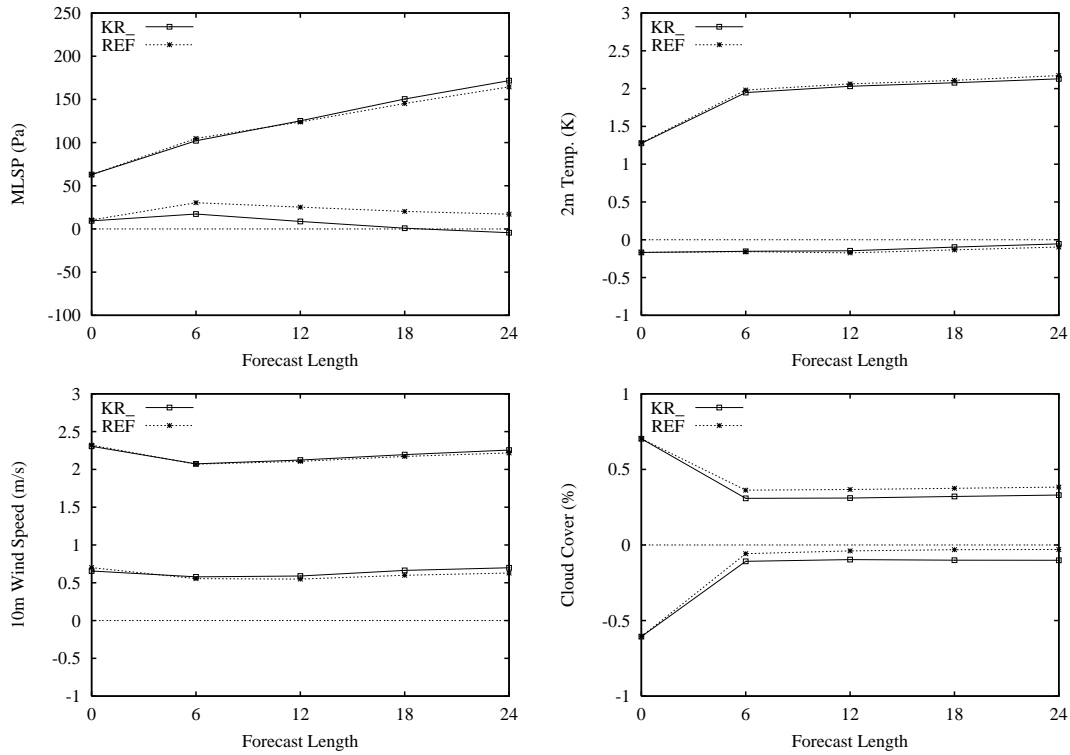 MLSP (Pa)
250
200
150
100
50
0
-50
-100
KR_
REF
0 6 12 18 24
Forecast Length
2m Temp. (K)
3
2.5
2
1.5
1
0.5
0
-0.5
-1
KR_
REF
0 6 12 18 24
Forecast Length
10m Wind Speed (m/s)
3
2.5
2
1.5
1
0.5
0
-0.5
-1
KR_
REF
0 6 12 18 24
Forecast Length
Cloud Cover (%)
1
0.5
0
-0.5
-1
KR_
REF
0 6 12 18 24
Forecast Length